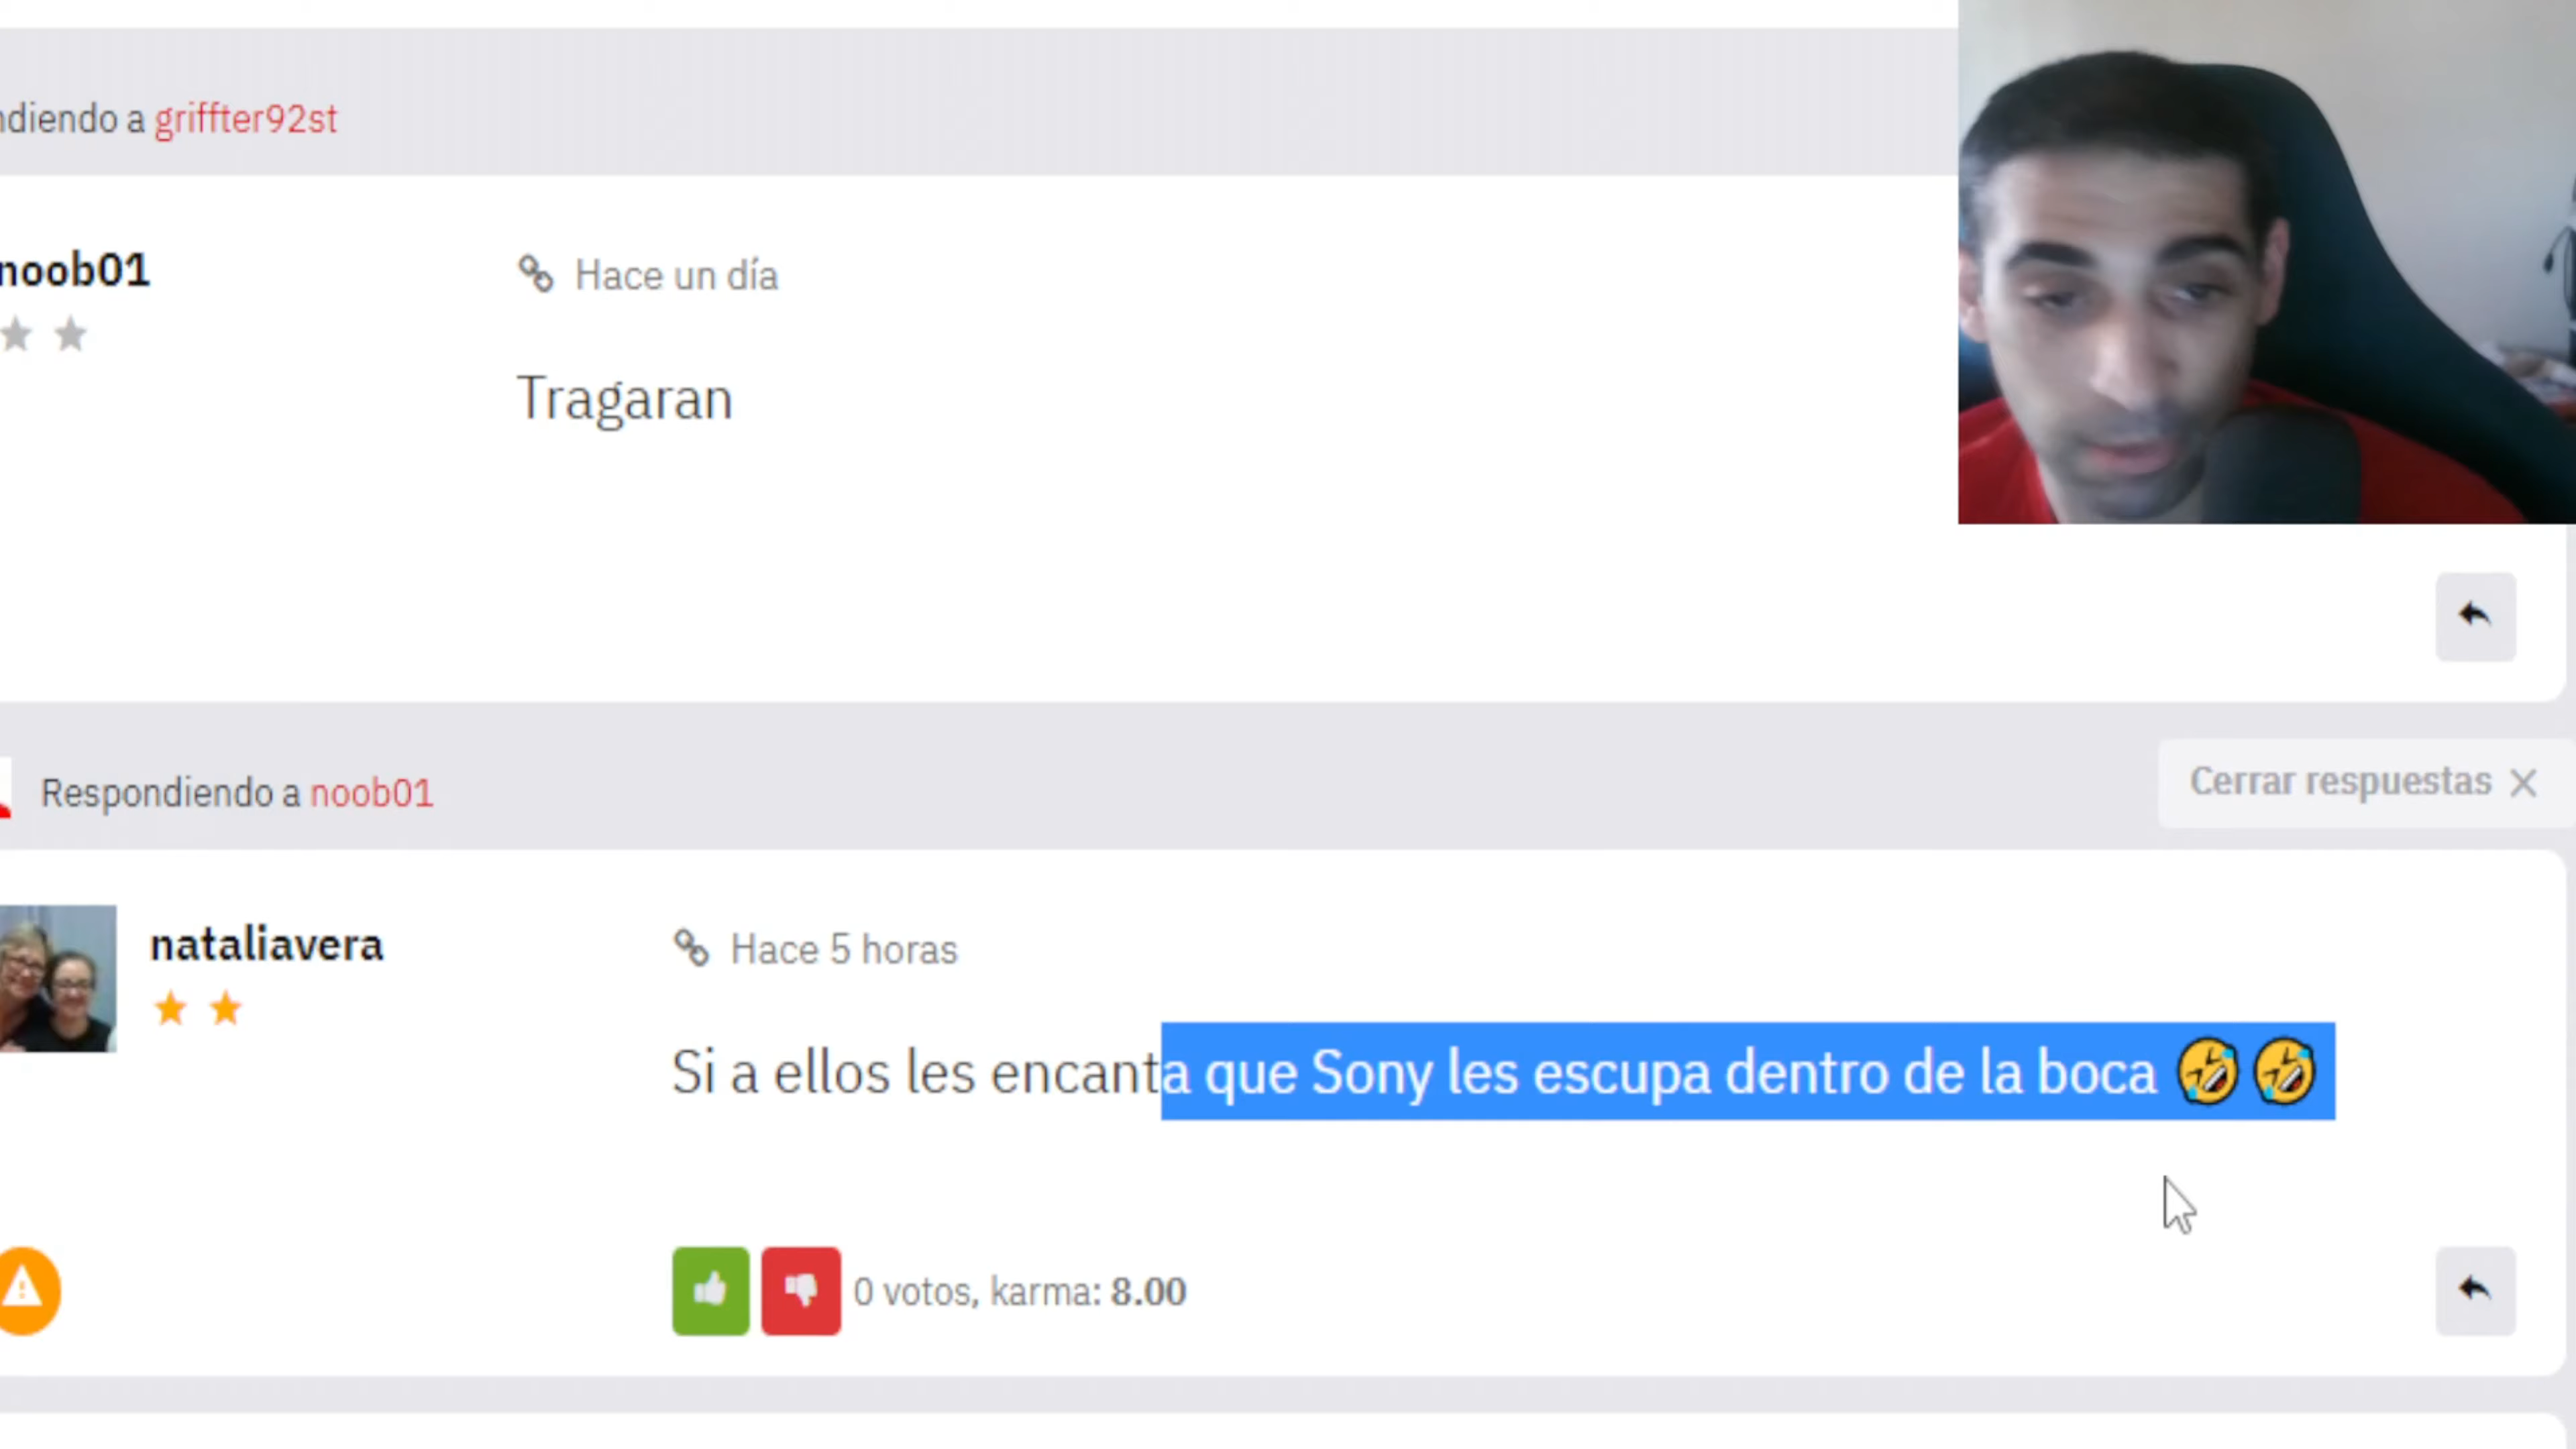 ndiendo a griffter92st
noob01
Hace un día
Tragaran
Respondiendo a noob01
Cerrar respuestas
nataliavera
Hace 5 horas
Si a ellos les encanta que Sony les escupa dentro de la boca 🤣🤣
0 votos, karma: 8.00